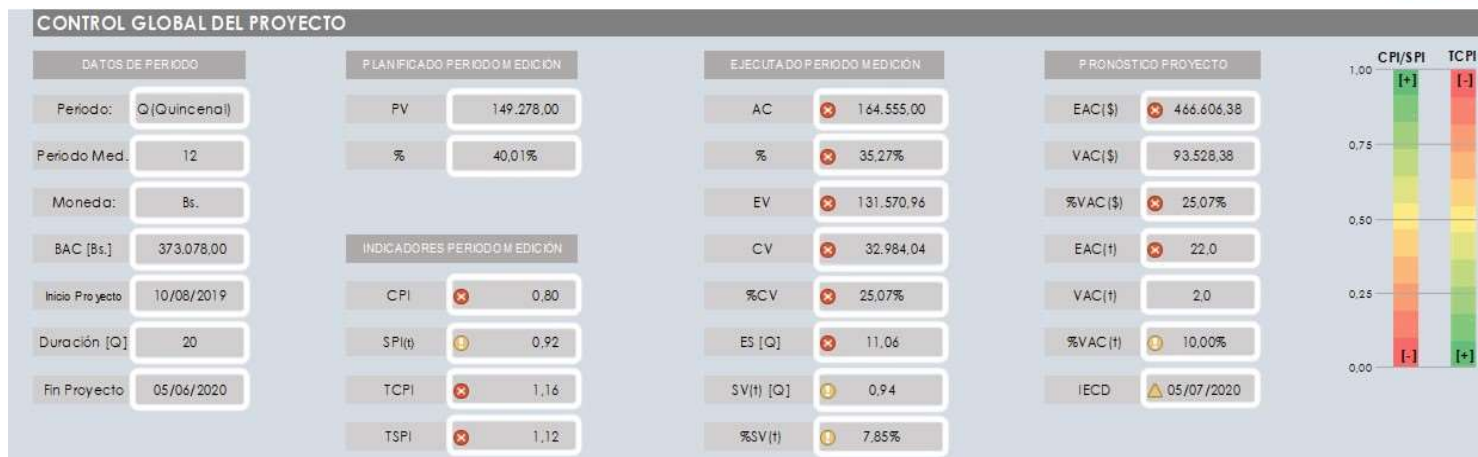 CONTROL GLOBAL DEL PROYECTO
DATOS DE PERIODO
Periodo: Q(Quincenal)
Periodo Med. 12
Moneda: Bs.
BAC [Bs.] 373.078,00
Inicio Proyecto 10/08/2019
Duración [Q] 20
Fin Proyecto 05/06/2020
PLANIFICADO PERIODO MEDICIÓN
PV 149.278,00
% 40,01%
INDICADORES PERIODO MEDICIÓN
CPI 0,80
SPI(t) 0,92
TCPI 1,16
TSPI 1,12
EJECUTADO PERIODO MEDICIÓN
AC 164.555,00
% 35,27%
EV 131.570,96
CV 32.984,04
%CV 25,07%
ES [Q] 11,06
SV(t) [Q] 0,94
%SV(t) 7,85%
PRONÓSTICO PROYECTO
EAC($) 466.606,38
VAC($) 93.528,38
%VAC($) 25,07%
EAC(t) 22,0
VAC(t) 2,0
%VAC(t) 10,00%
IECD 05/07/2020
CPI/SPI TCPI
1,00 [+] [-]
0,75
0,50
0,25
0,00 [-] [+]